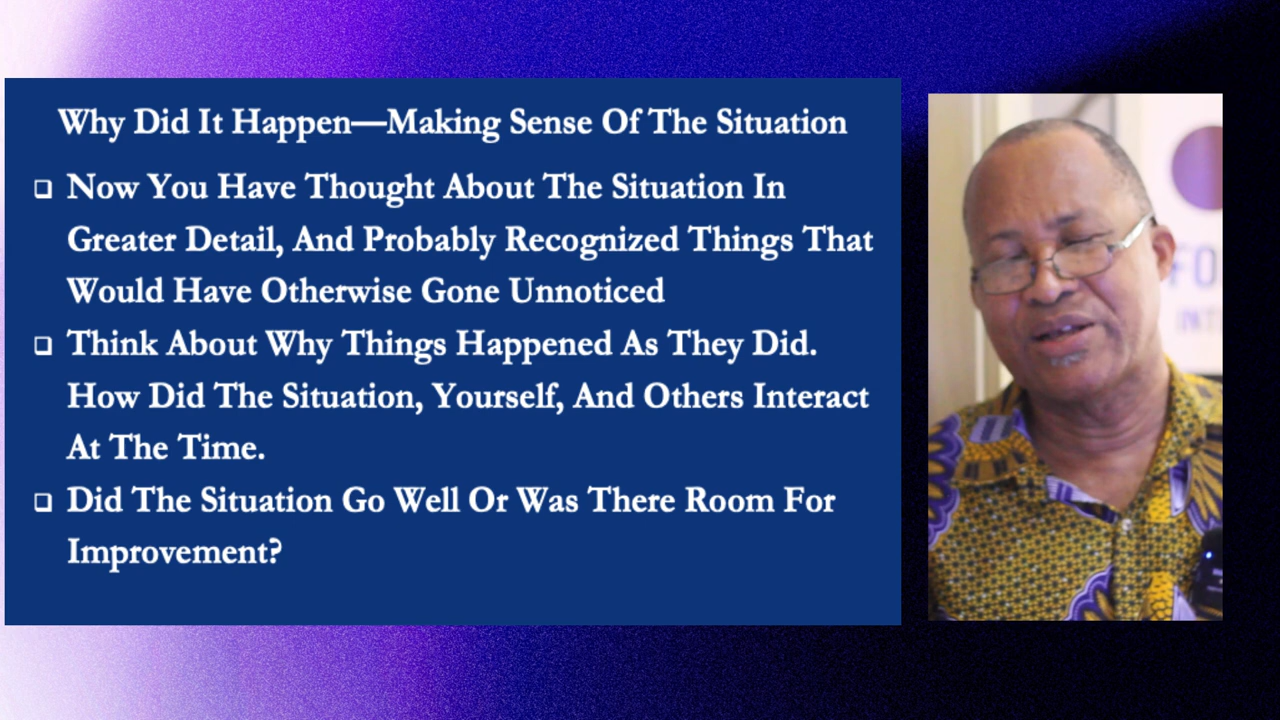 Why Did It Happen—Making Sense Of The Situation
❑ Now You Have Thought About The Situation In
Greater Detail, And Probably Recognized Things That
Would Have Otherwise Gone Unnoticed
❑ Think About Why Things Happened As They Did.
How Did The Situation, Yourself, And Others Interact
At The Time.
❑ Did The Situation Go Well Or Was There Room For
Improvement?
FO
INT